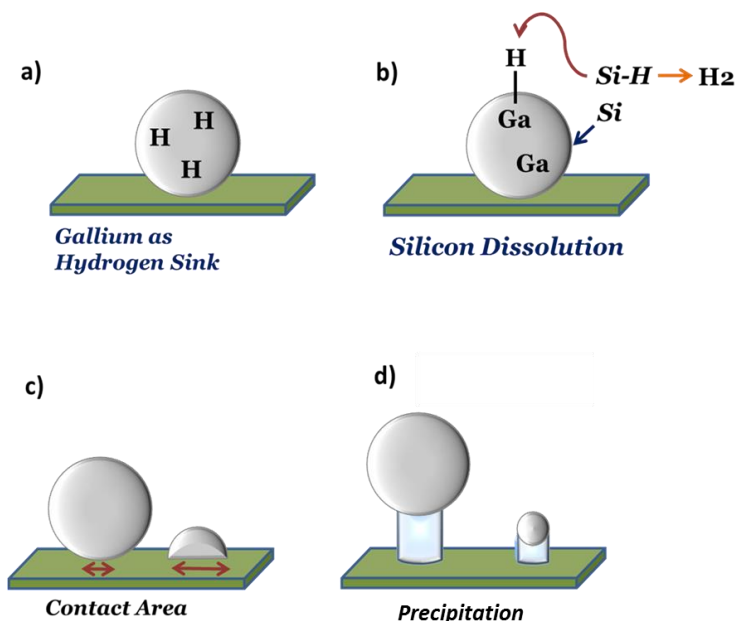 a)
H H
H
Gallium as
Hydrogen Sink
b)
H
Si-H → H2
Si
Ga
Ga
Silicon Dissolution
c)
Contact Area
d)
Precipitation